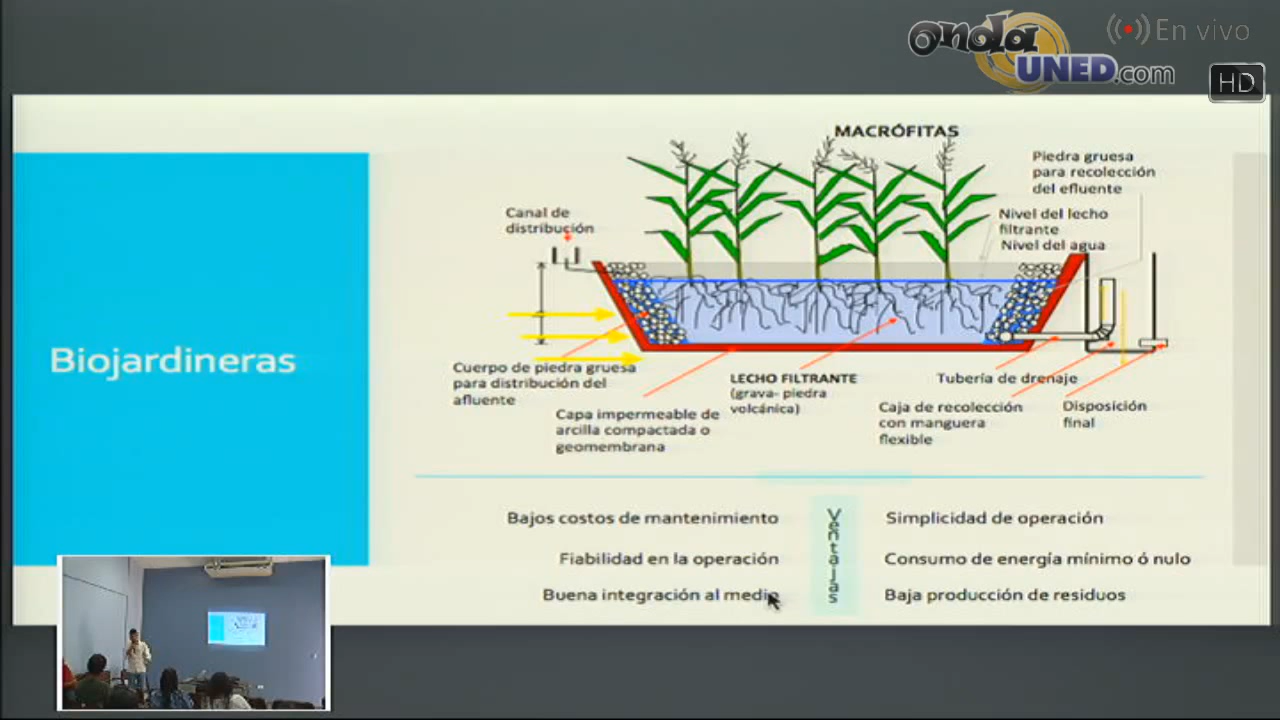 onda
UNED.com
En vivo
HD
Biojardineras
MACRÓFITAS
Piedra gruesa
para recolección
del efluente
Canal de
distribución
Nivel del lecho
filtrante
Nivel del agua
Cuerpo de piedra gruesa
para distribución del
afluente
Capa impermeable de
arcilla compactada o
geomembrana
LECHO FILTRANTE
(grava- piedra
volcánica)
Tubería de drenaje
Caja de recolección
con manguera
flexible
Disposición
final
Ventajas
Bajos costos de mantenimiento
Simplicidad de operación
Fiabilidad en la operación
Consumo de energía mínimo ó nulo
Buena integración al medio
Baja producción de residuos